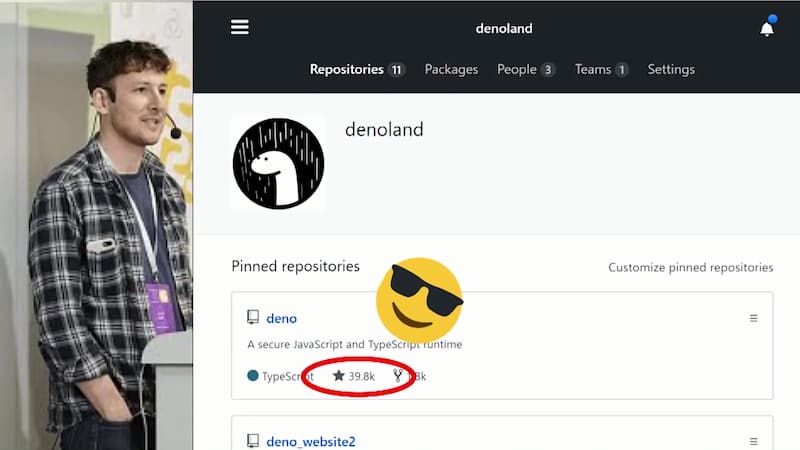 denoland
Repositories 11 Packages People 3 Teams 1 Settings
denoland
Pinned repositories
Customize pinned repositories
deno
A secure JavaScript and TypeScript runtime
TypeScript 39.8k
deno_website2